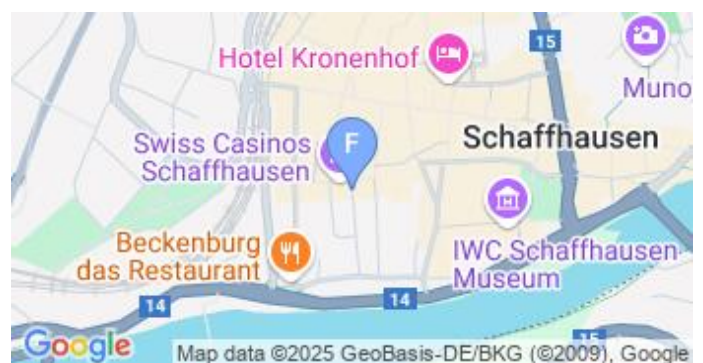 15
Hotel Kronenhof
Muno
Swiss Casinos
Schaffhausen
F
Schaffhausen
Beckenburg
das Restaurant
IWC Schaffhausen
Museum
14
14
15
Google
Map data ©2025 GeoBasis-DE/BKG (©2009), Google